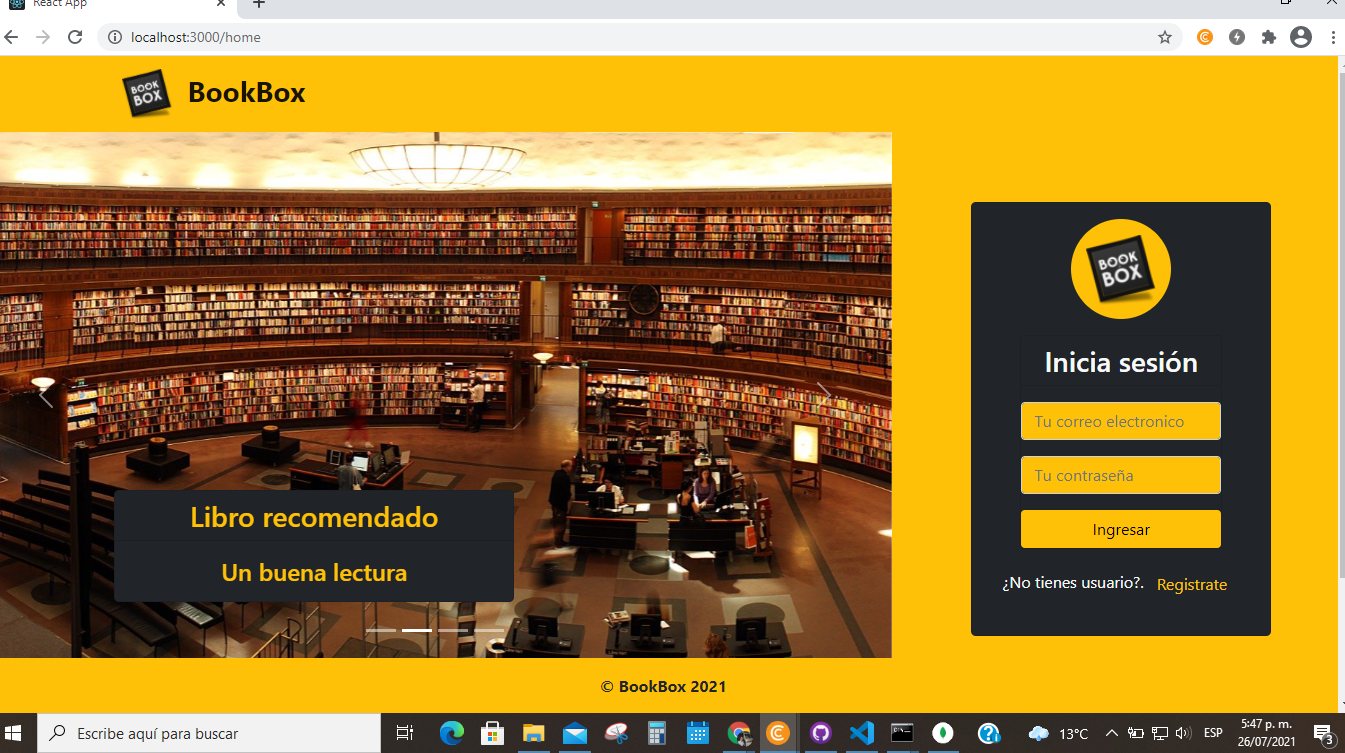 React App
localhost:3000/home
BOOK
BOX
BookBox
BOOK
BOX
Inicia sesión
Tu correo electronico
Tu contraseña
Ingresar
¿No tienes usuario?. Registrate
Libro recomendado
Un buena lectura
© BookBox 2021
Escribe aquí para buscar
13°C
ESP
5:47 p. m.
26/07/2021
3